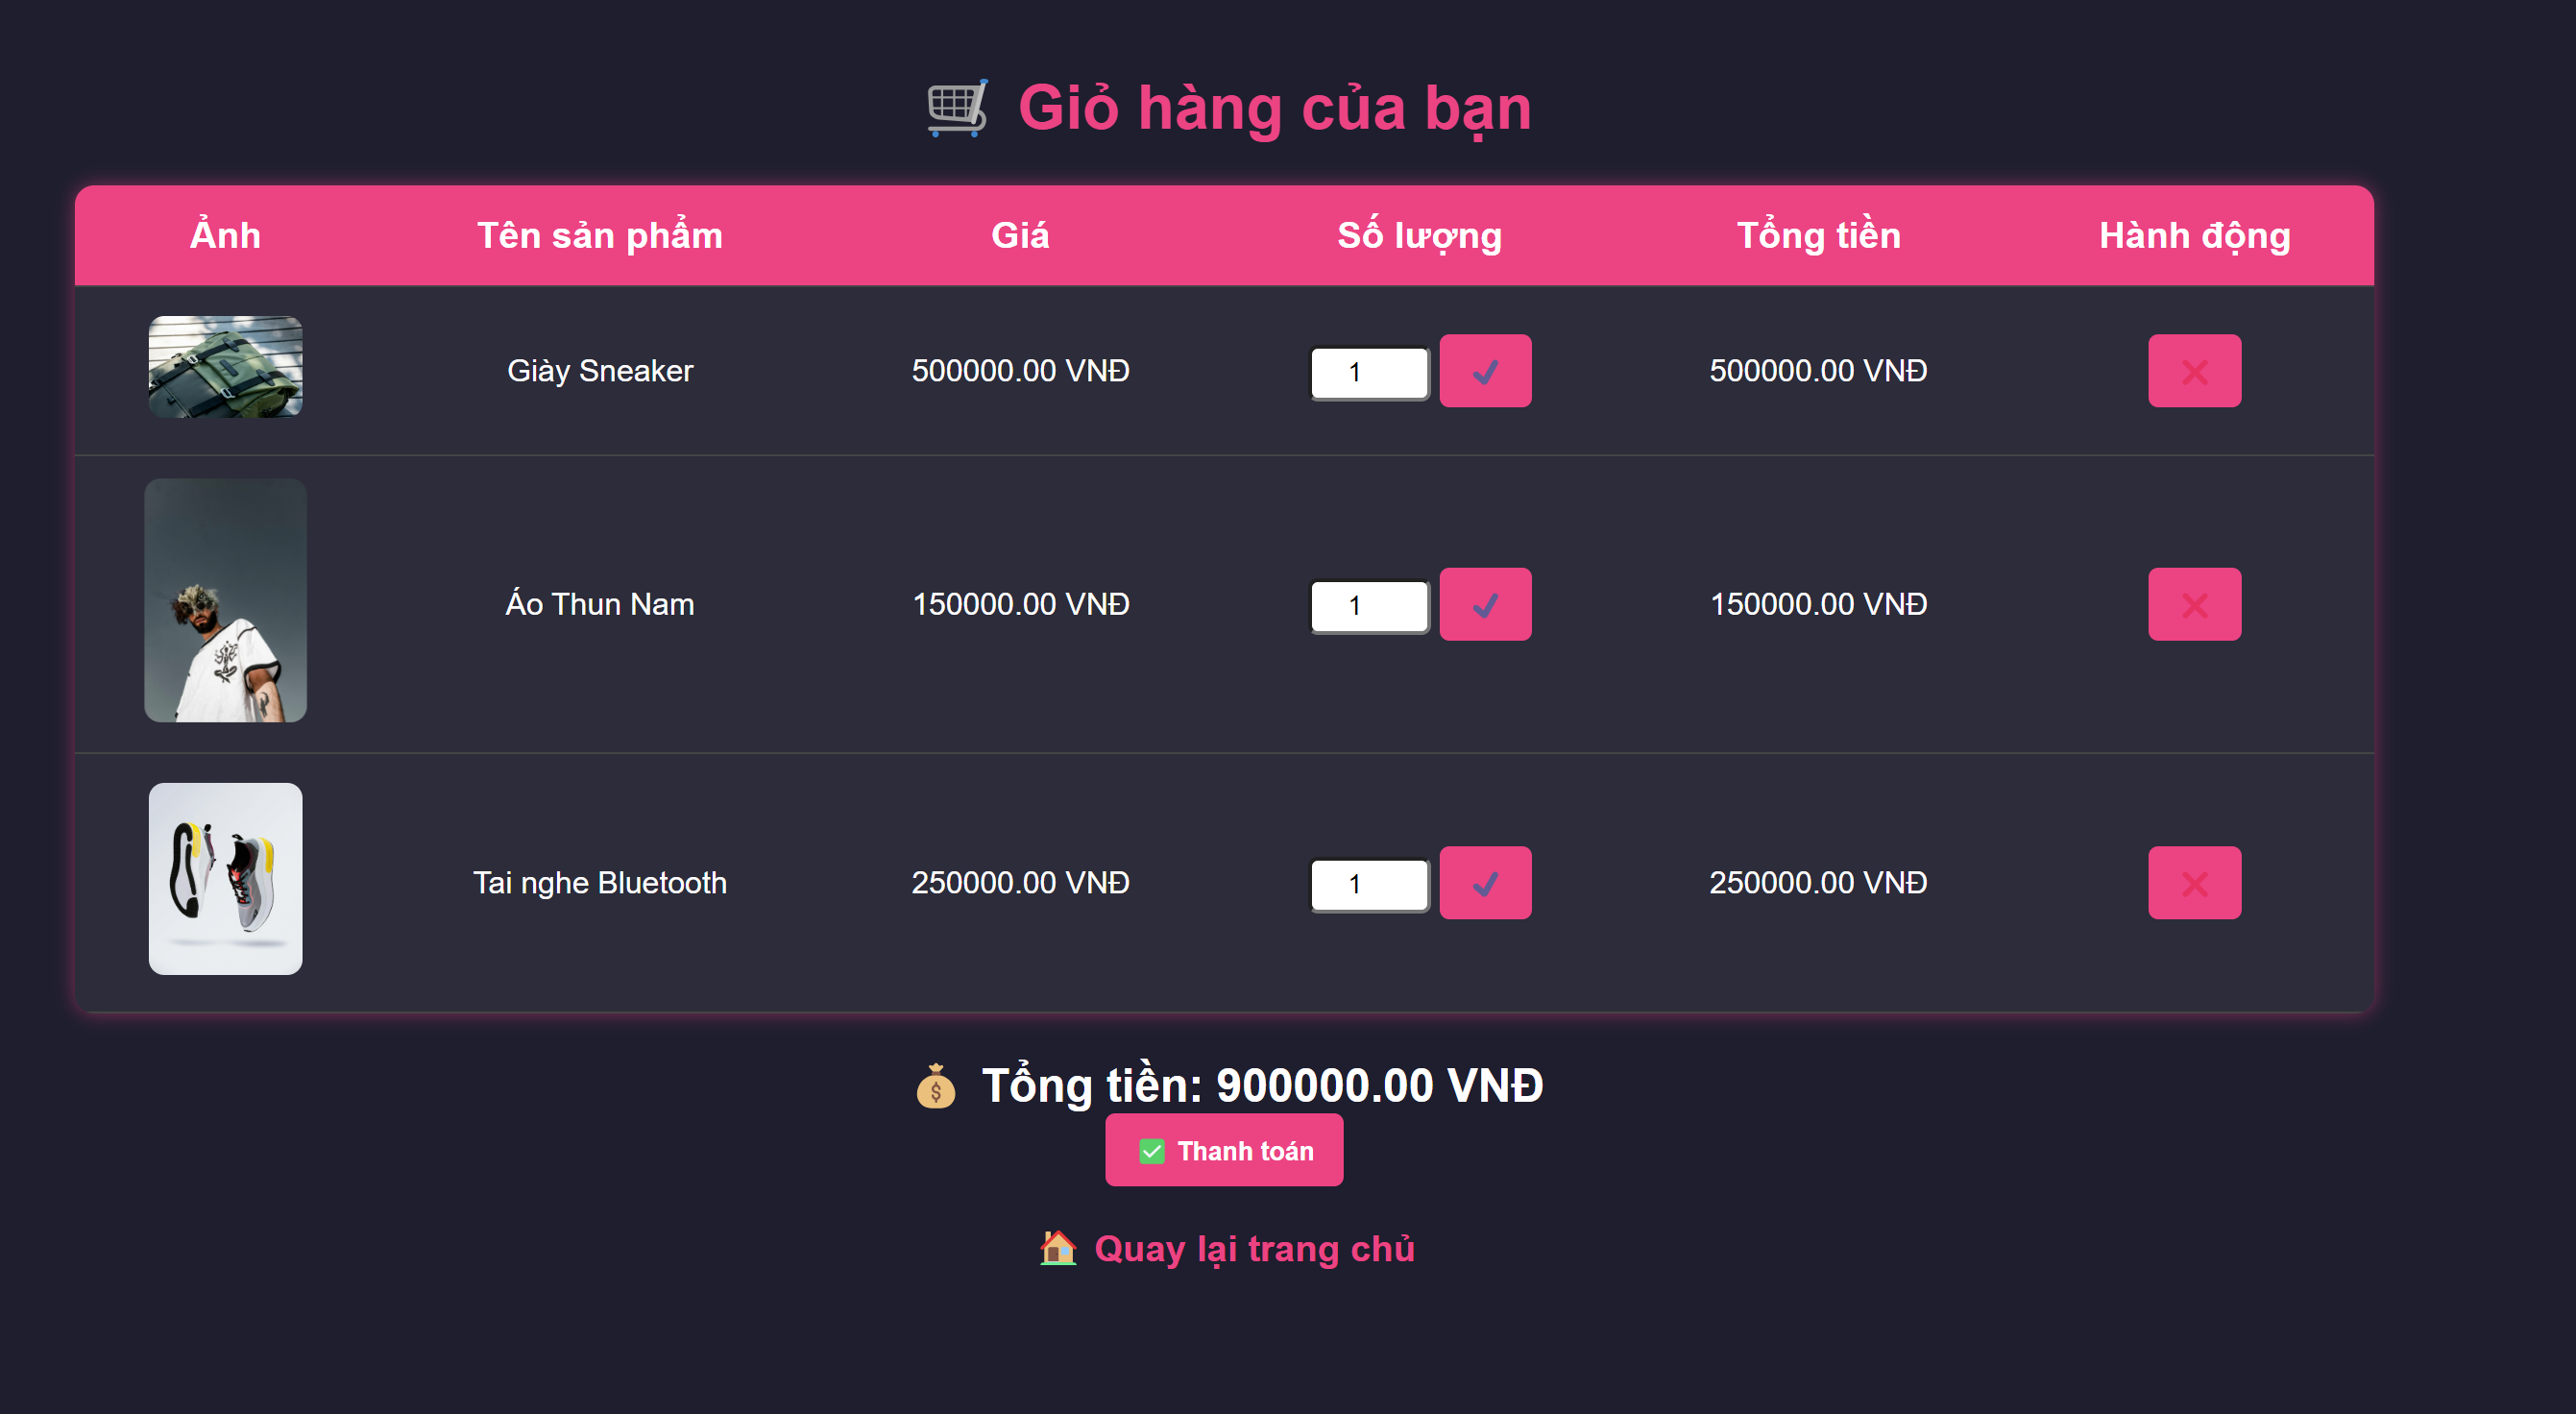 Giỏ hàng của bạn
Ảnh Tên sản phẩm Giá Số lượng Tổng tiền Hành động
Giày Sneaker 500000.00 VNĐ 1 500000.00 VNĐ
Áo Thun Nam 150000.00 VNĐ 1 150000.00 VNĐ
Tai nghe Bluetooth 250000.00 VNĐ 1 250000.00 VNĐ
Tổng tiền: 900000.00 VNĐ
Thanh toán
Quay lại trang chủ